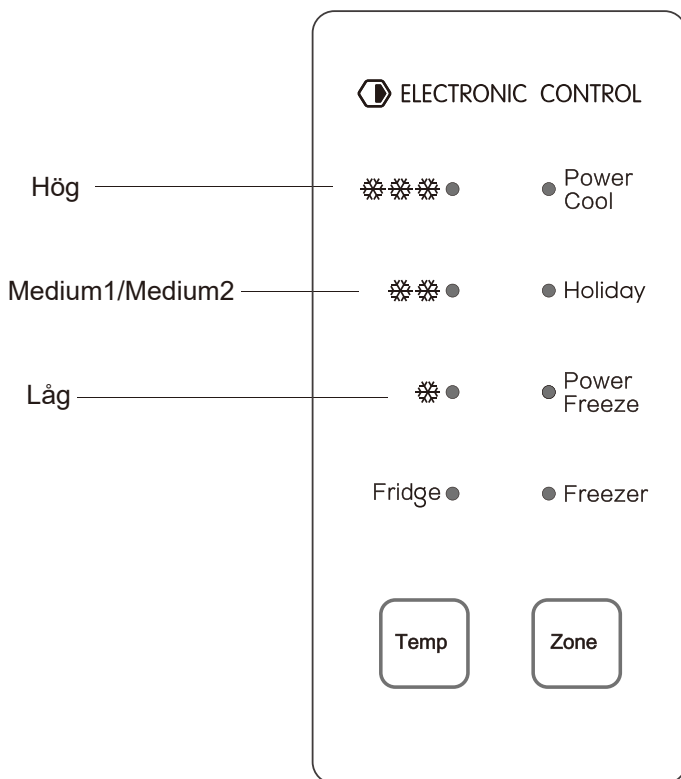 ELECTRONIC CONTROL
Hög
Power
Cool
Medium1/Medium2
Holiday
Låg
Power
Freeze
Fridge
Freezer
Temp
Zone